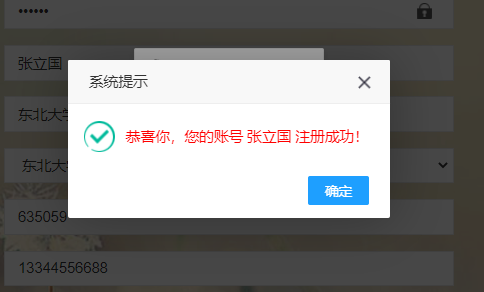 ••••••
张立国
系统提示
东北大学
恭喜你，您的账号 张立国 注册成功！
东北大学
确定
635059
13344556688